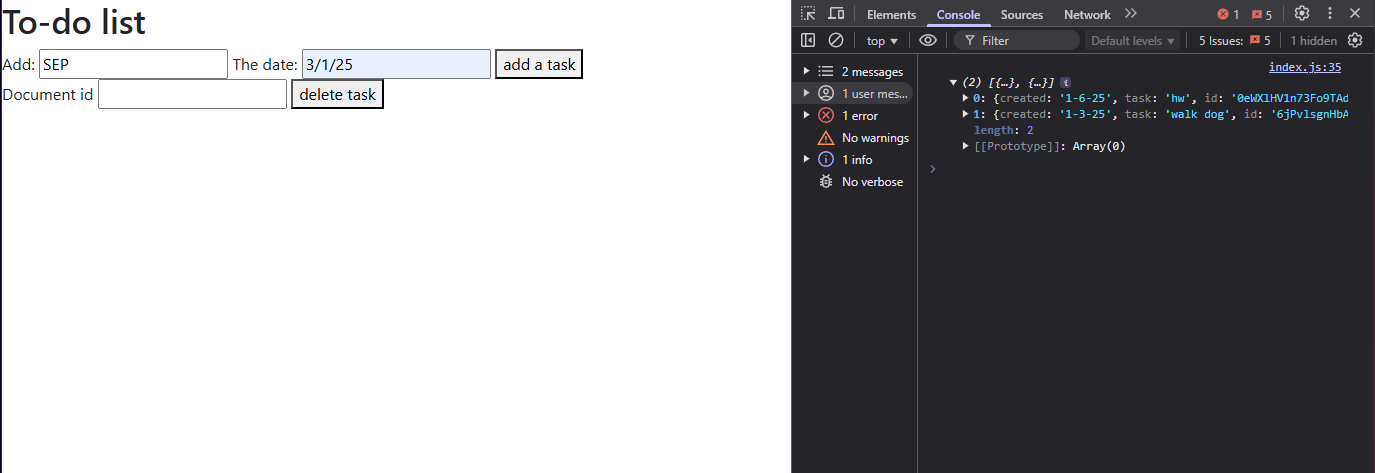 To-do list
Add: SEP The date: 3/1/25 add a task
Document id delete task
Elements Console Sources Network 1 5
top Filter Default levels 5 Issues: 5 1 hidden
2 messages
1 user mes...
1 error
No warnings
1 info
No verbose
index.js:35
(2) [{…}, {…}] i
0: {created: '1-6-25', task: 'hw', id: '0eWXlHV1n73Fo9TAd
1: {created: '1-3-25', task: 'walk dog', id: '6jPvlsgnHbA
length: 2
[[Prototype]]: Array(0)